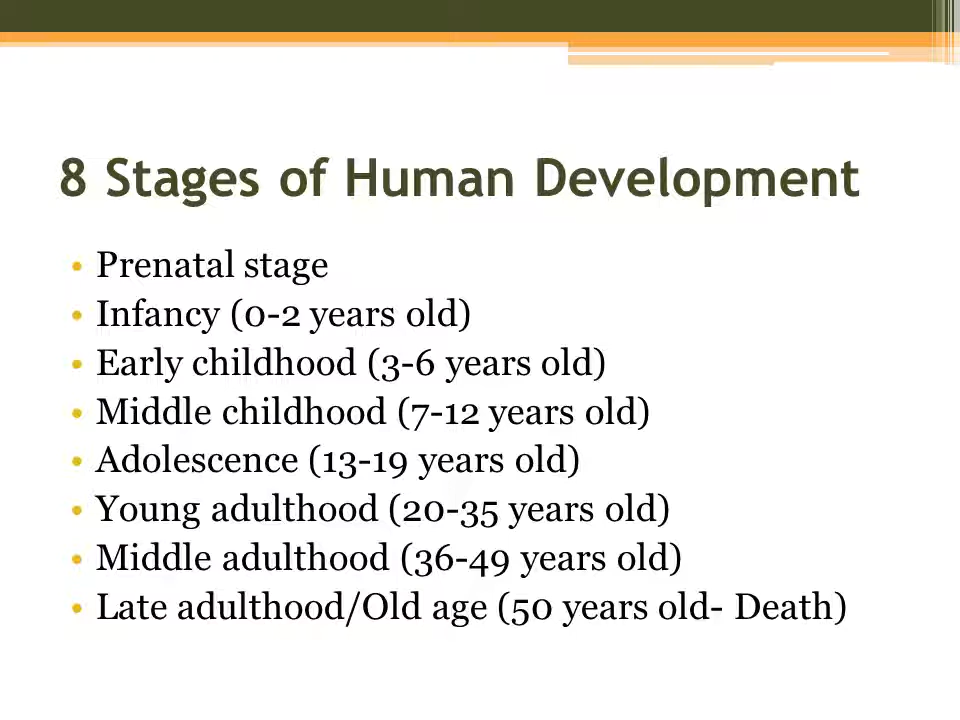 8 Stages of Human Development
• Prenatal stage
• Infancy (0-2 years old)
• Early childhood (3-6 years old)
• Middle childhood (7-12 years old)
• Adolescence (13-19 years old)
• Young adulthood (20-35 years old)
• Middle adulthood (36-49 years old)
• Late adulthood/Old age (50 years old- Death)